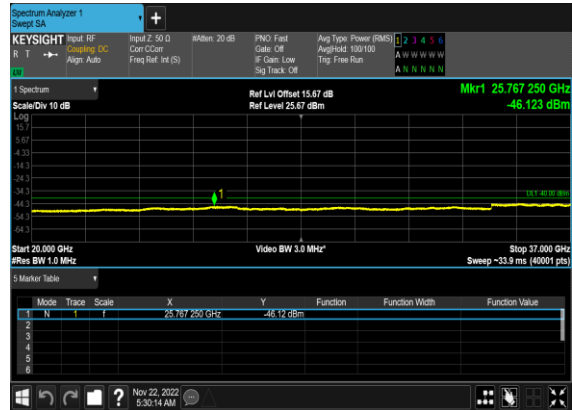 Spectrum Analyzer 1
Swept SA
+
KEYSIGHT Input: RF Input Z: 50 Ω #Atten: 20 dB PNO: Fast Avg Type: Power (RMS) 1 2 3 4 5 6
R T Coupling: DC Corr CCorr Gate: Off Avg|Hold: 100/100 A W W W W W
Align: Auto Freq Ref: Int (S) IF Gain: Low Trig: Free Run A N N N N N
Sig Track: Off
1 Spectrum Ref Lvl Offset 15.67 dB Mkr1 25.767 250 GHz
Scale/Div 10 dB Ref Level 25.67 dBm -46.123 dBm
Log
15.7
5.67
-4.33
-14.3
-24.3
-34.3
1
-44.3
-54.3
-64.3
Start 20.000 GHz Video BW 3.0 MHz* Stop 37.000 GHz
#Res BW 1.0 MHz Sweep ~33.9 ms (40001 pts)
5 Marker Table
Mode Trace Scale X Y Function Function Width Function Value
1 N 1 f 25.767 250 GHz -46.12 dBm
2
3
4
5
6
? Nov 22, 2022
5:30:14 AM